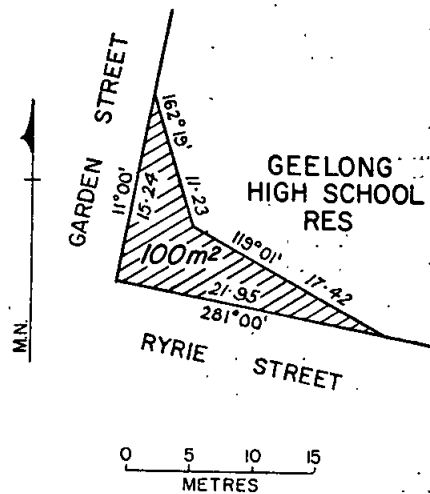 GARDEN STREET
162°19'
11·23
11°00'
15·24
GEELONG
HIGH SCHOOL
RES
119°01'
17·42
100m²
21·95
281°00'
RYRIE STREET
M.N.
0 5 10 15
METRES